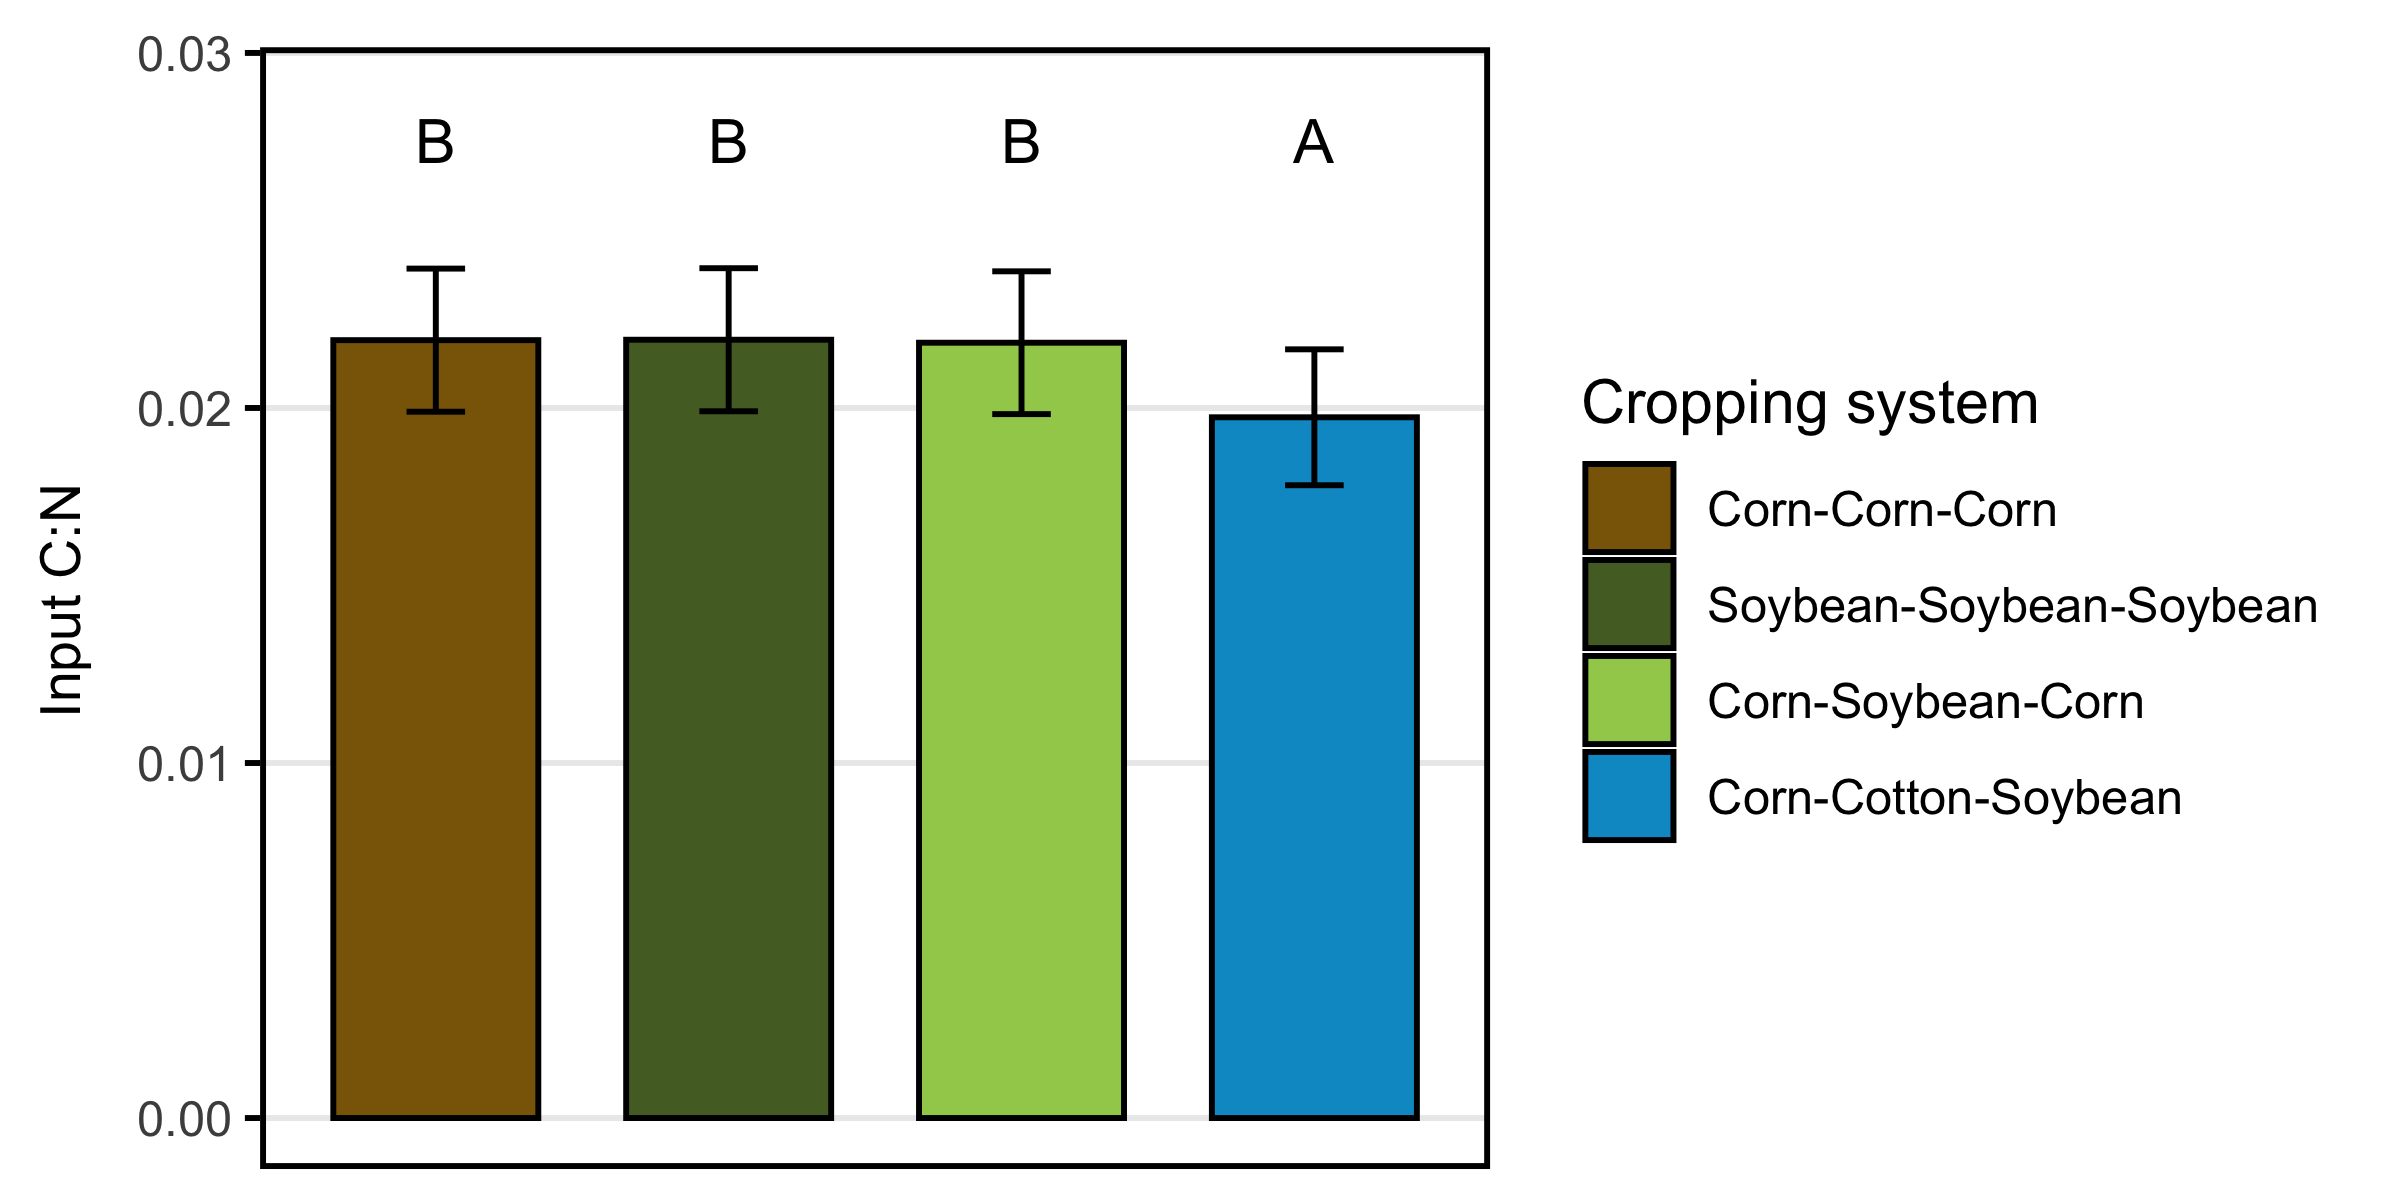 0.03
0.02
0.01
0.00
Input C:N
B B B A
Cropping system
Corn-Corn-Corn
Soybean-Soybean-Soybean
Corn-Soybean-Corn
Corn-Cotton-Soybean